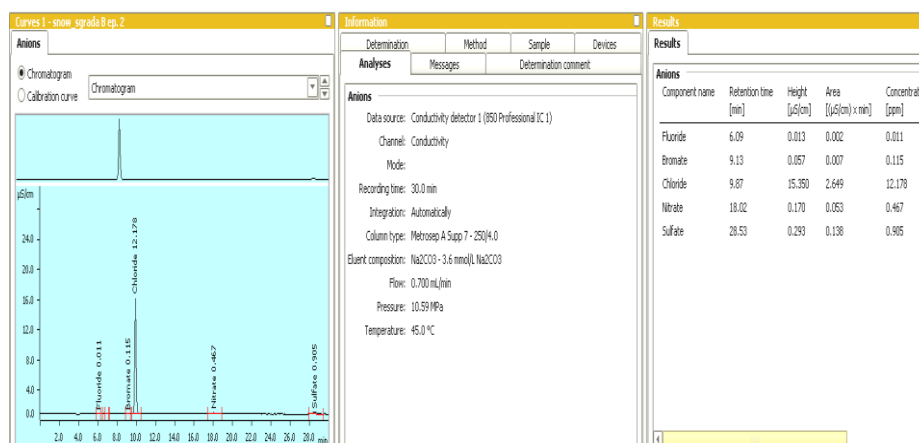 Curves 1 - snow_sgrada B ep. 2
Anions
Chromatogram
Calibration curve
Chromatogram
µS/cm
24.0
20.0
16.0
12.0
8.0
4.0
0.0
Fluoride 0.011
Bromate 0.115
Chloride 12.178
Nitrate 0.467
Sulfate 0.905
2.0 4.0 6.0 8.0 10.0 12.0 14.0 16.0 18.0 20.0 22.0 24.0 26.0 28.0 min
Information
Determination Method Sample Devices
Analyses Messages Determination comment
Anions
Data source: Conductivity detector 1 (850 Professional IC 1)
Channel: Conductivity
Mode:
Recording time: 30.0 min
Integration: Automatically
Column type: Metrosep A Supp 7 - 250/4.0
Eluent composition: Na2CO3 - 3.6 mmol/L Na2CO3
Flow: 0.700 mL/min
Pressure: 10.59 MPa
Temperature: 45.0 °C
Results
Results
Anions
Component name Retention time Height Area Concentrat
[min] [µS/cm] [(µS/cm) x min] [ppm]
Fluoride 6.09 0.013 0.002 0.011
Bromate 9.13 0.057 0.007 0.115
Chloride 9.87 15.350 2.649 12.178
Nitrate 18.02 0.170 0.053 0.467
Sulfate 28.53 0.293 0.138 0.905